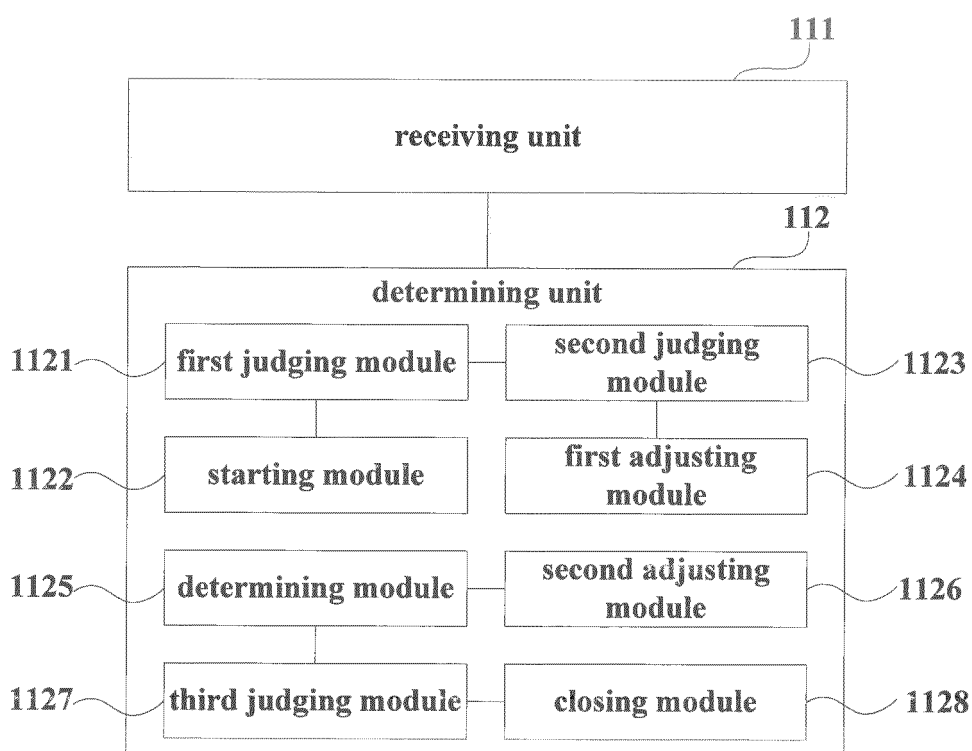 111
receiving unit
112
determining unit
1121
first judging module
second judging
module
1123
1122
starting module
first adjusting
module
1124
1125
determining module
second adjusting
module
1126
1127
third judging module
closing module
1128